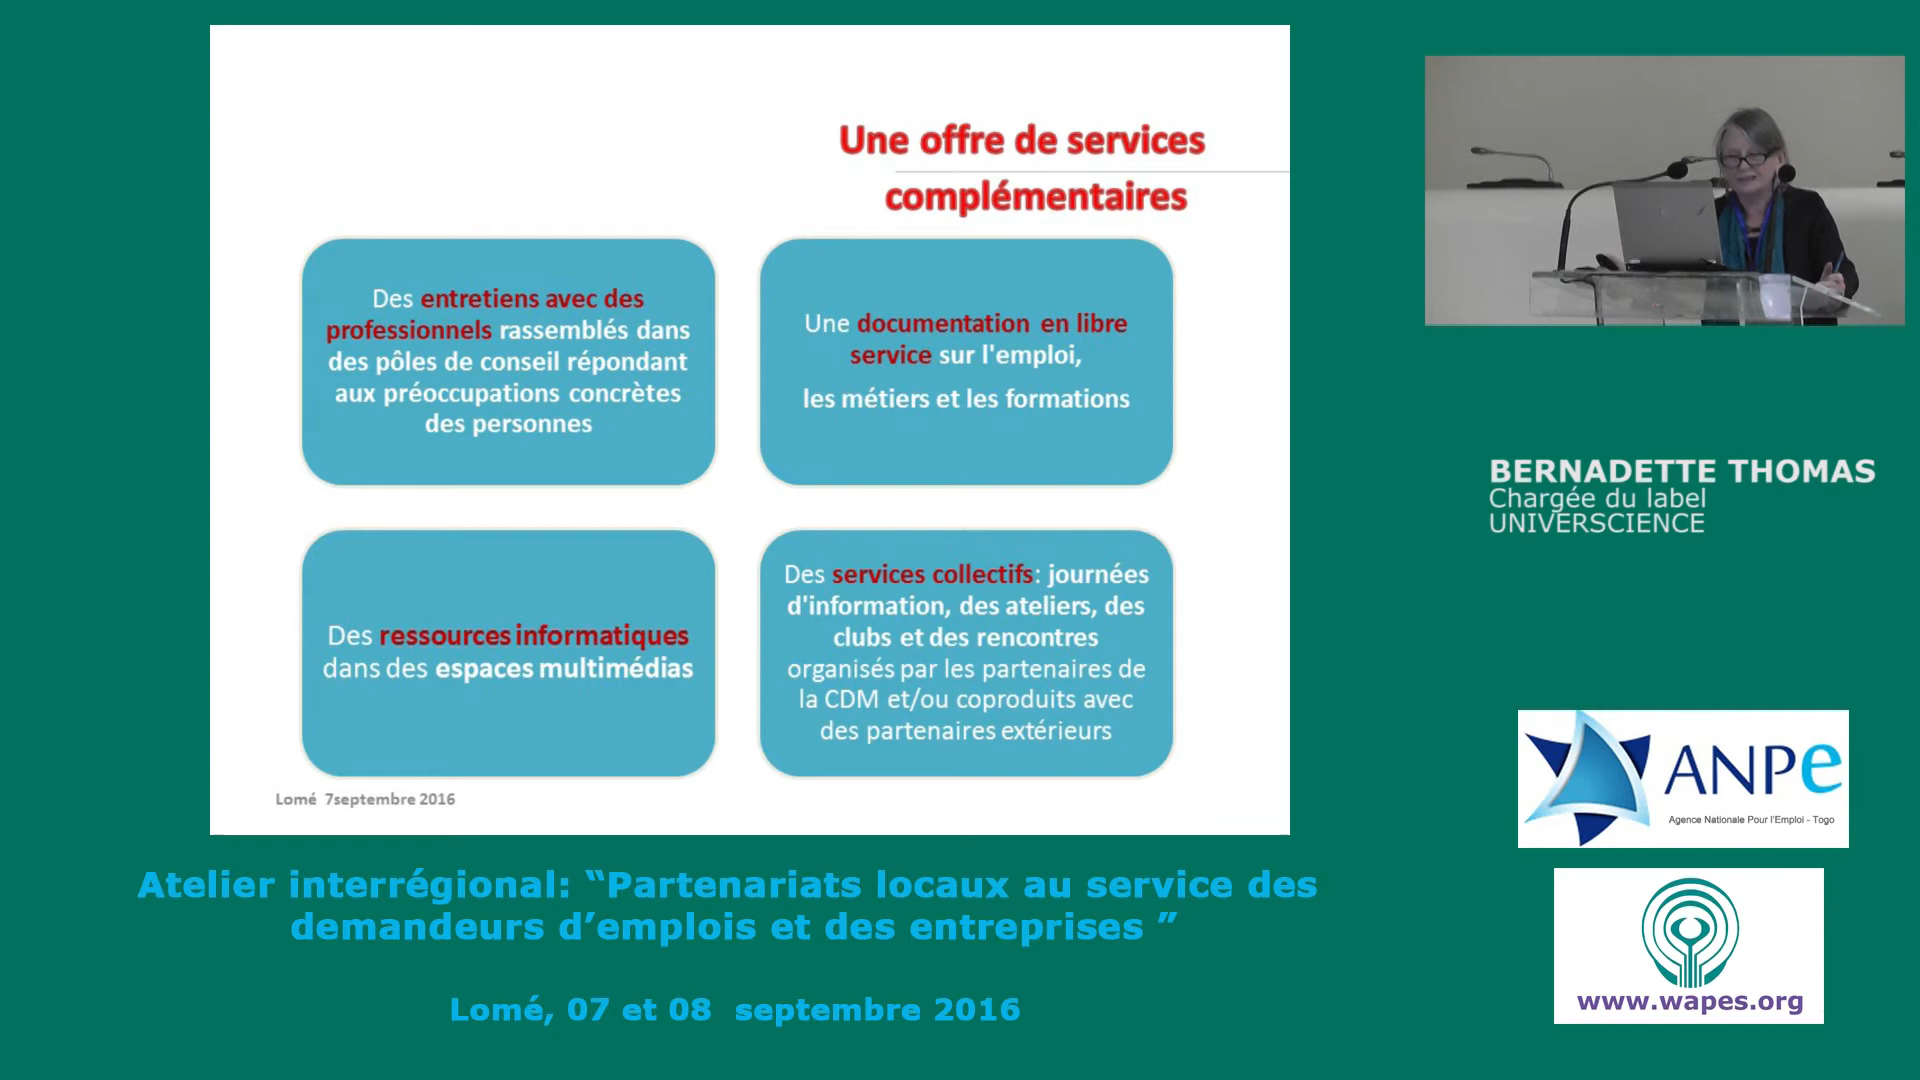 Une offre de services
complémentaires
Des entretiens avec des
professionnels rassemblés dans
des pôles de conseil répondant
aux préoccupations concrètes
des personnes
Une documentation en libre
service sur l'emploi,
les métiers et les formations
Des ressources informatiques
dans des espaces multimédias
Des services collectifs: journées
d'information, des ateliers, des
clubs et des rencontres
organisés par les partenaires de
la CDM et/ou coproduits avec
des partenaires extérieurs
Lomé 7septembre 2016
BERNADETTE THOMAS
Chargée du label
UNIVERSCIENCE
ANPe
Agence Nationale Pour l'Emploi - Togo
www.wapes.org
Atelier interrégional: “Partenariats locaux au service des
demandeurs d’emplois et des entreprises ”
Lomé, 07 et 08 septembre 2016